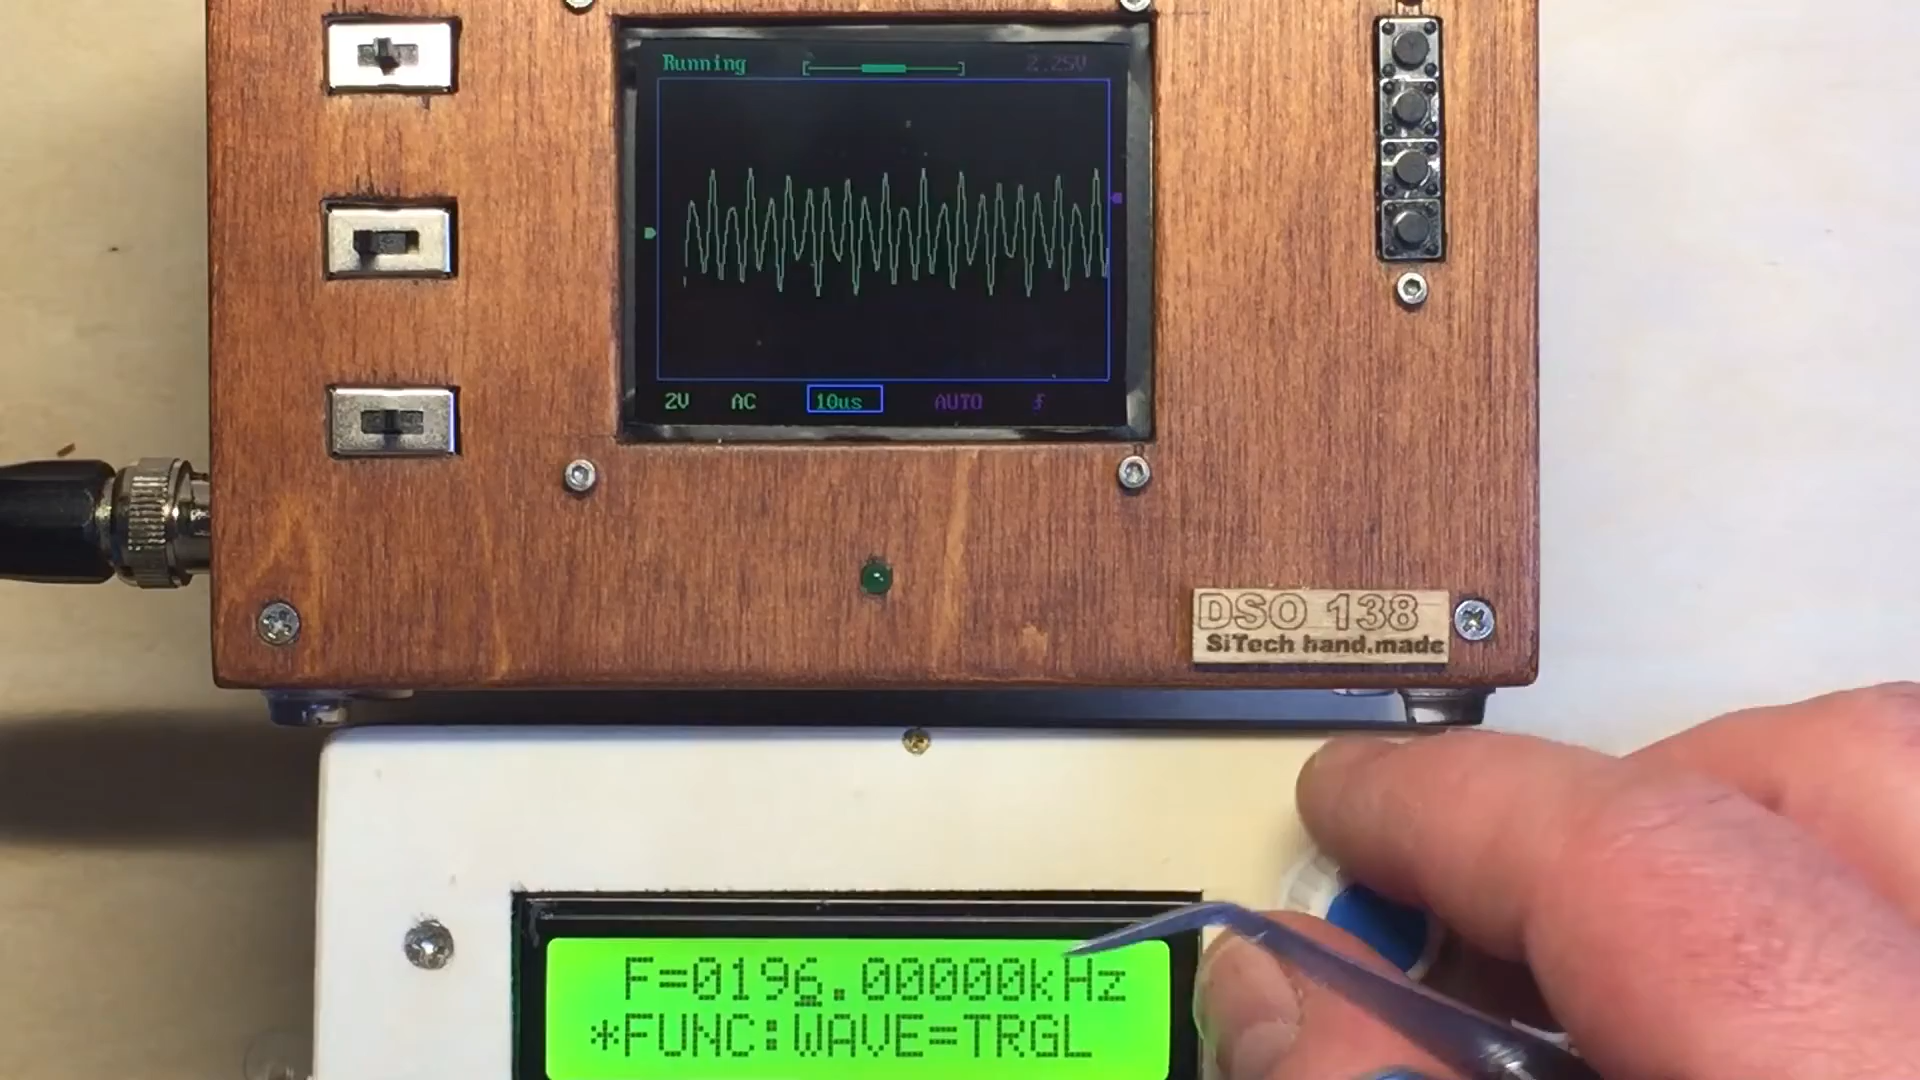 Running 2.25V
2V AC 10us AUTO
DSO 138
SiTech hand.made
F=0196.00000kHz
*FUNC:WAVE=TRGL